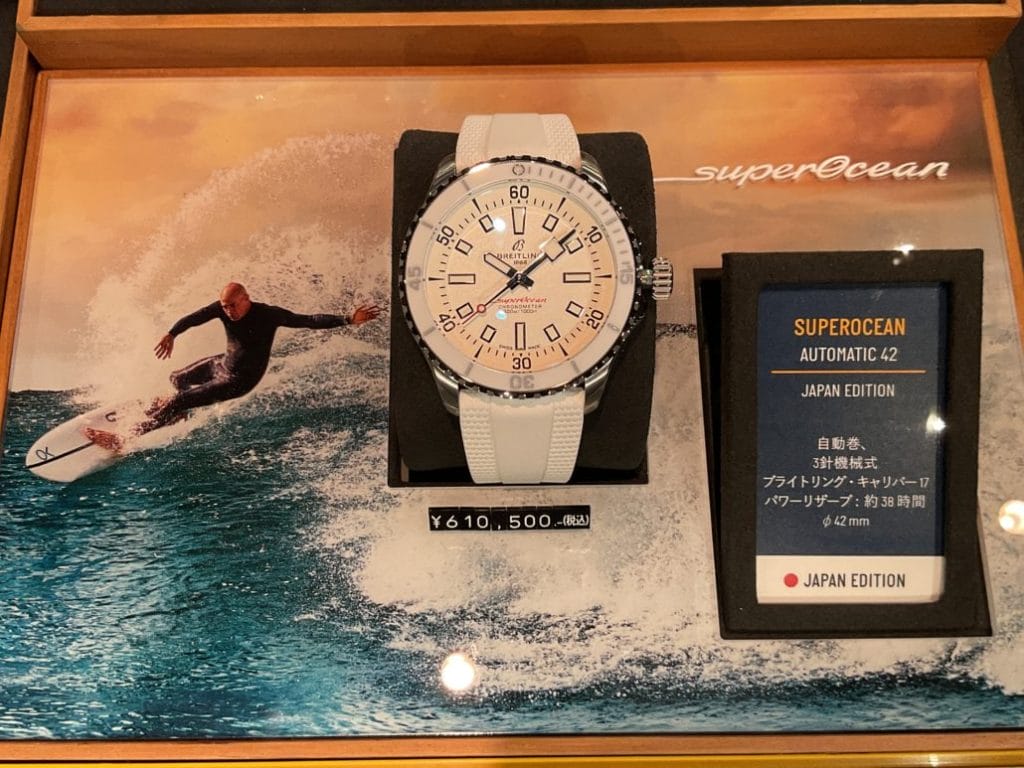 superOcean
60
50
10
45
15
40
20
30
30
BREITLING
1884
superOcean
CHRONOMETER
SWISS MADE
¥610,500.-(税込)
SUPEROCEAN
AUTOMATIC 42
JAPAN EDITION
自動巻、
3針機械式
ブライトリング・キャリバー17
パワーリザーブ：約38時間
φ42mm
JAPAN EDITION